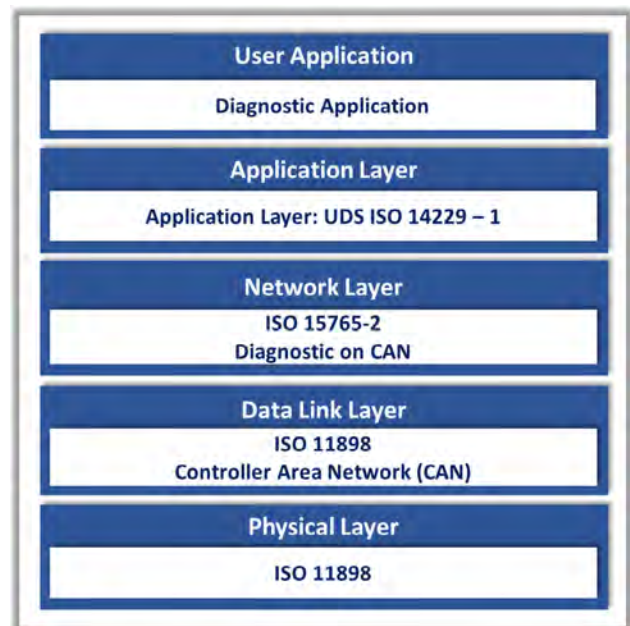 User Application
Diagnostic Application
Application Layer
Application Layer: UDS ISO 14229 – 1
Network Layer
ISO 15765-2
Diagnostic on CAN
Data Link Layer
ISO 11898
Controller Area Network (CAN)
Physical Layer
ISO 11898